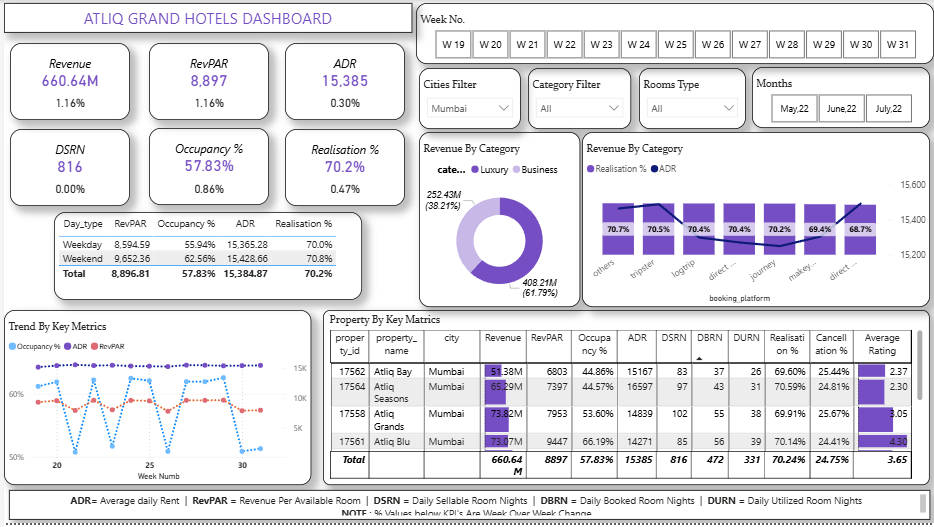 ATLIQ GRAND HOTELS DASHBOARD
Week No.
W 19 W 20 W 21 W 22 W 23 W 24 W 25 W 26 W 27 W 28 W 29 W 30 W 31
Revenue
660.64M
1.16%
RevPAR
8,897
1.16%
ADR
15,385
0.30%
Cities Filter
Mumbai
Category Filter
All
Rooms Type
All
Months
May,22 June,22 July,22
DSRN
816
0.00%
Occupancy %
57.83%
0.86%
Realisation %
70.2%
0.47%
Day_type RevPAR Occupancy % ADR Realisation %
Weekday 8,594.59 55.94% 15,365.28 70.0%
Weekend 9,652.36 62.56% 15,428.66 70.8%
Total 8,896.81 57.83% 15,384.87 70.2%
Revenue By Category
cate... Luxury Business
252.43M
(38.21%)
408.21M
(61.79%)
Revenue By Category
Realisation % ADR
15,600
15,400
15,200
70.7% 70.5% 70.4% 70.4% 70.2% 69.4% 68.7%
others tripster logtrip direct ... journey makey... direct ...
booking_platform
Trend By Key Metrics
Occupancy % ADR RevPAR
60%
50%
15K
10K
5K
20 25 30
Week Numb
Property By Key Matrics
proper property_ city Revenue RevPAR Occupa ADR DSRN DBRN DURN Realisati Cancell Average
ty_id name ncy % on % ation % Rating
17562 Atliq Bay Mumbai 51.38M 6803 44.86% 15167 83 37 26 69.60% 25.44% 2.37
17564 Atliq Mumbai 65.29M 7397 44.57% 16597 97 43 31 70.59% 24.81% 2.30
Seasons
17558 Atliq Mumbai 73.82M 7953 53.60% 14839 102 55 38 69.91% 25.67% 3.05
Grands
17561 Atliq Blu Mumbai 73.07M 9447 66.19% 14271 85 56 39 70.14% 24.41% 4.30
Total 660.64 8897 57.83% 15385 816 472 331 70.24% 24.75% 3.65
M
ADR= Average daily Rent | RevPAR = Revenue Per Available Room | DSRN = Daily Sellable Room Nights | DBRN = Daily Booked Room Nights | DURN = Daily Utilized Room Nights
NOTE : % Values below KPI's Are Week Over Week Change